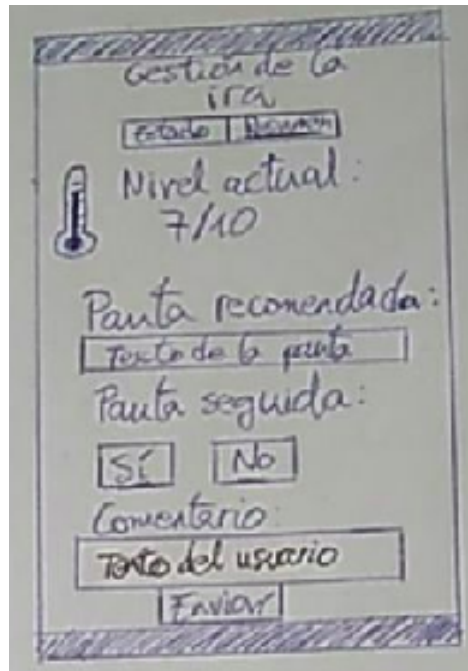 Gestión de la
ira
Estado Resumen
Nivel actual:
7/10
Pauta recomendada:
Texto de la pauta
Pauta seguida:
Sí No
Comentario:
Texto del usuario
Enviar